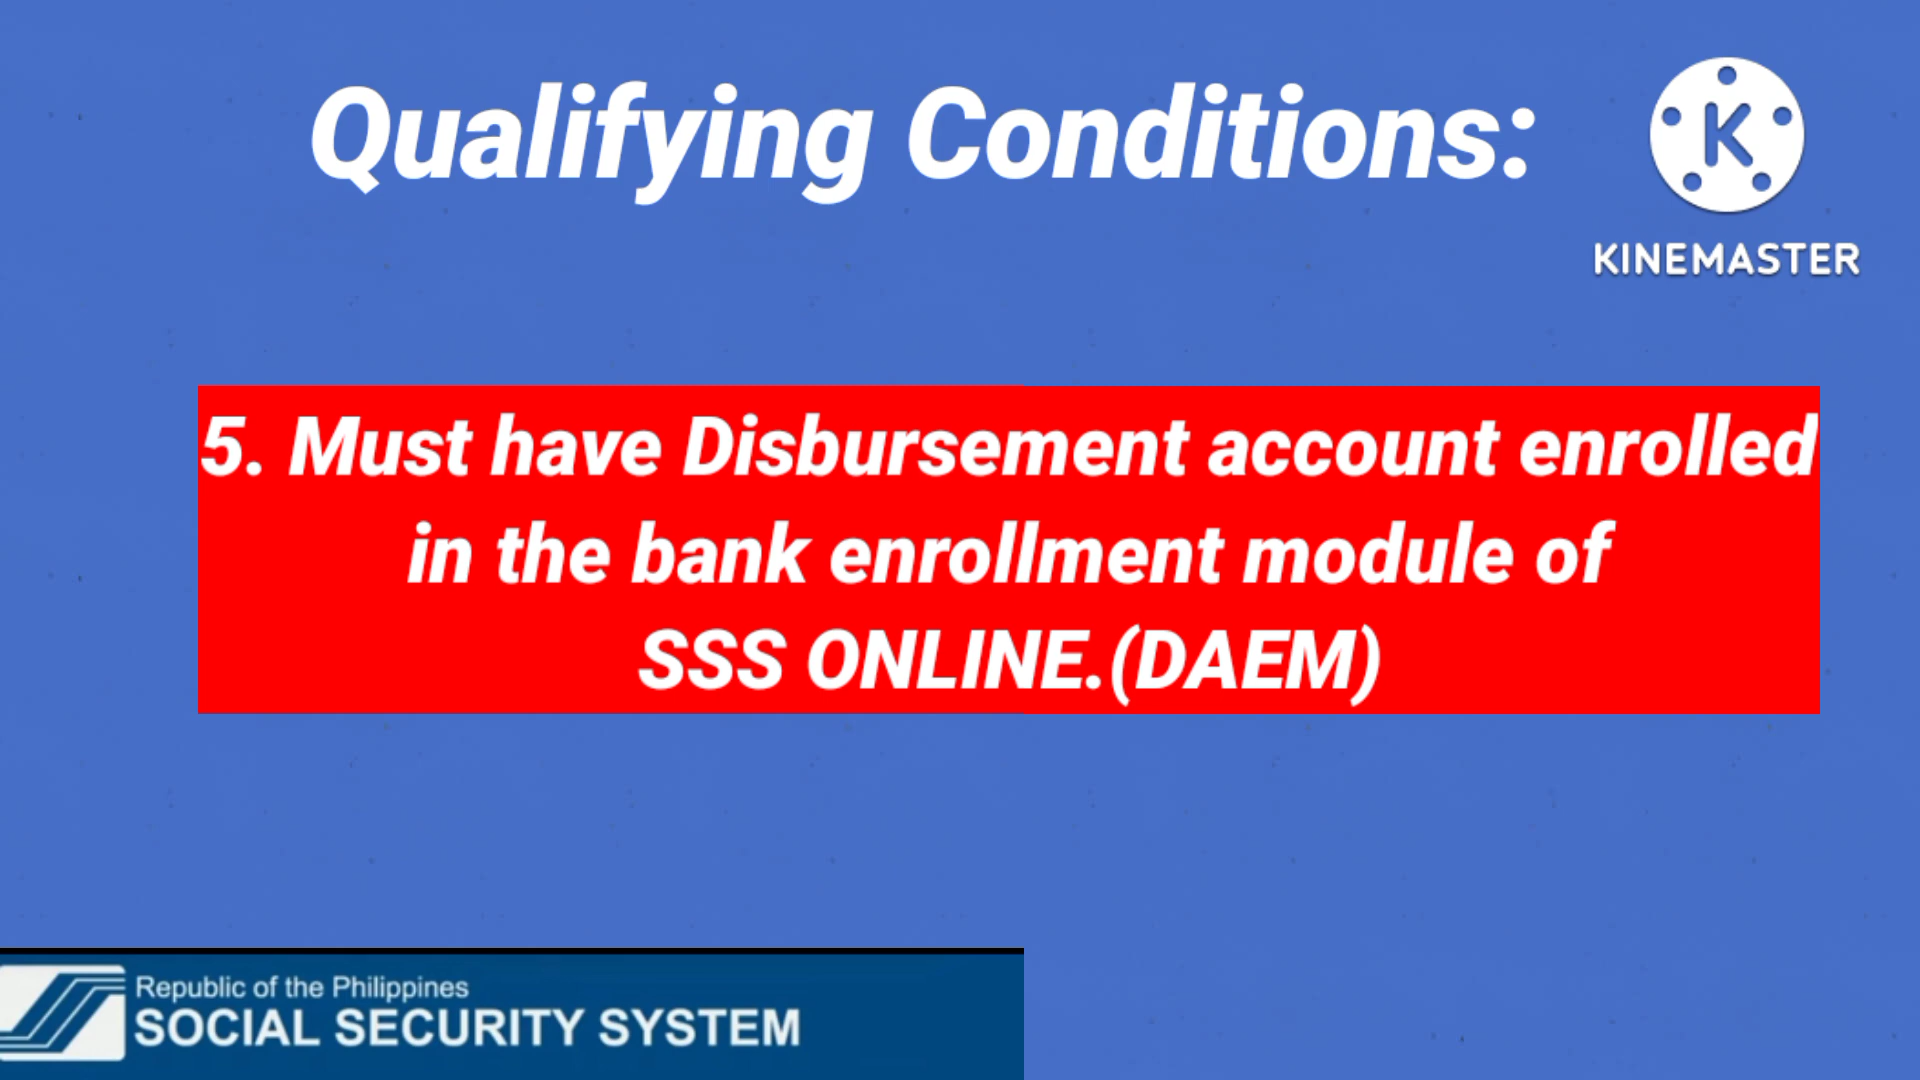 Qualifying Conditions:
K
KINEMASTER
5. Must have Disbursement account enrolled
in the bank enrollment module of
SSS ONLINE.(DAEM)
Republic of the Philippines
SOCIAL SECURITY SYSTEM